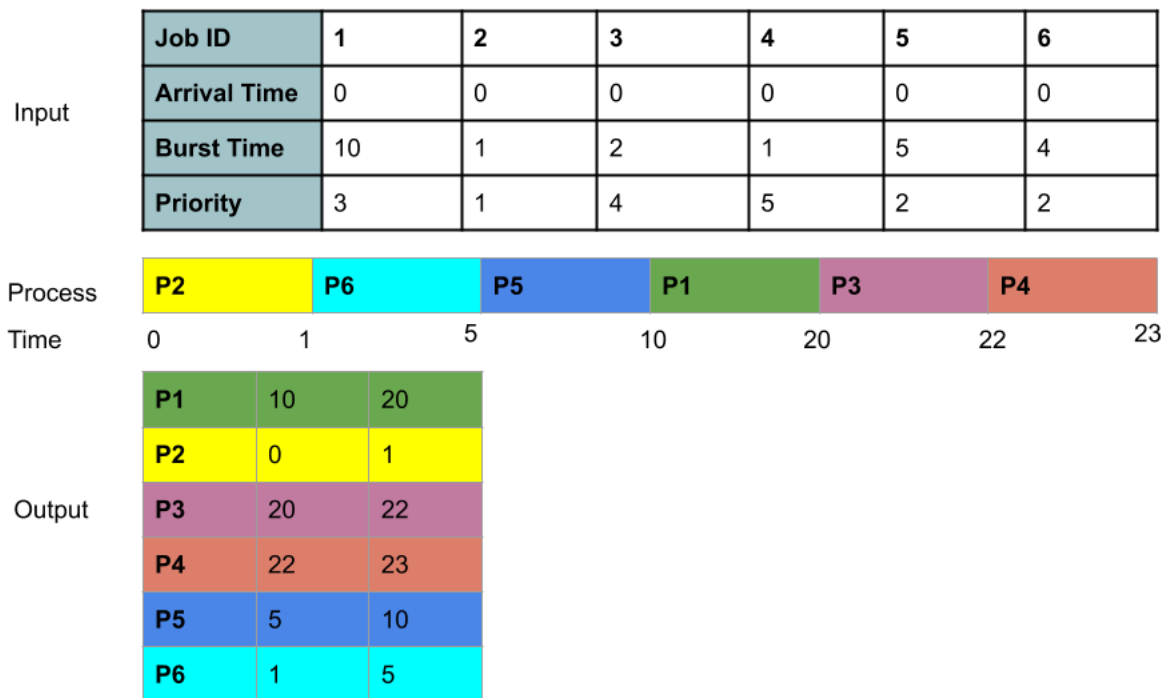 Input
Job ID 1 2 3 4 5 6
Arrival Time 0 0 0 0 0 0
Burst Time 10 1 2 1 5 4
Priority 3 1 4 5 2 2
Process P2 P6 P5 P1 P3 P4
Time 0 1 5 10 20 22 23
Output
P1 10 20
P2 0 1
P3 20 22
P4 22 23
P5 5 10
P6 1 5